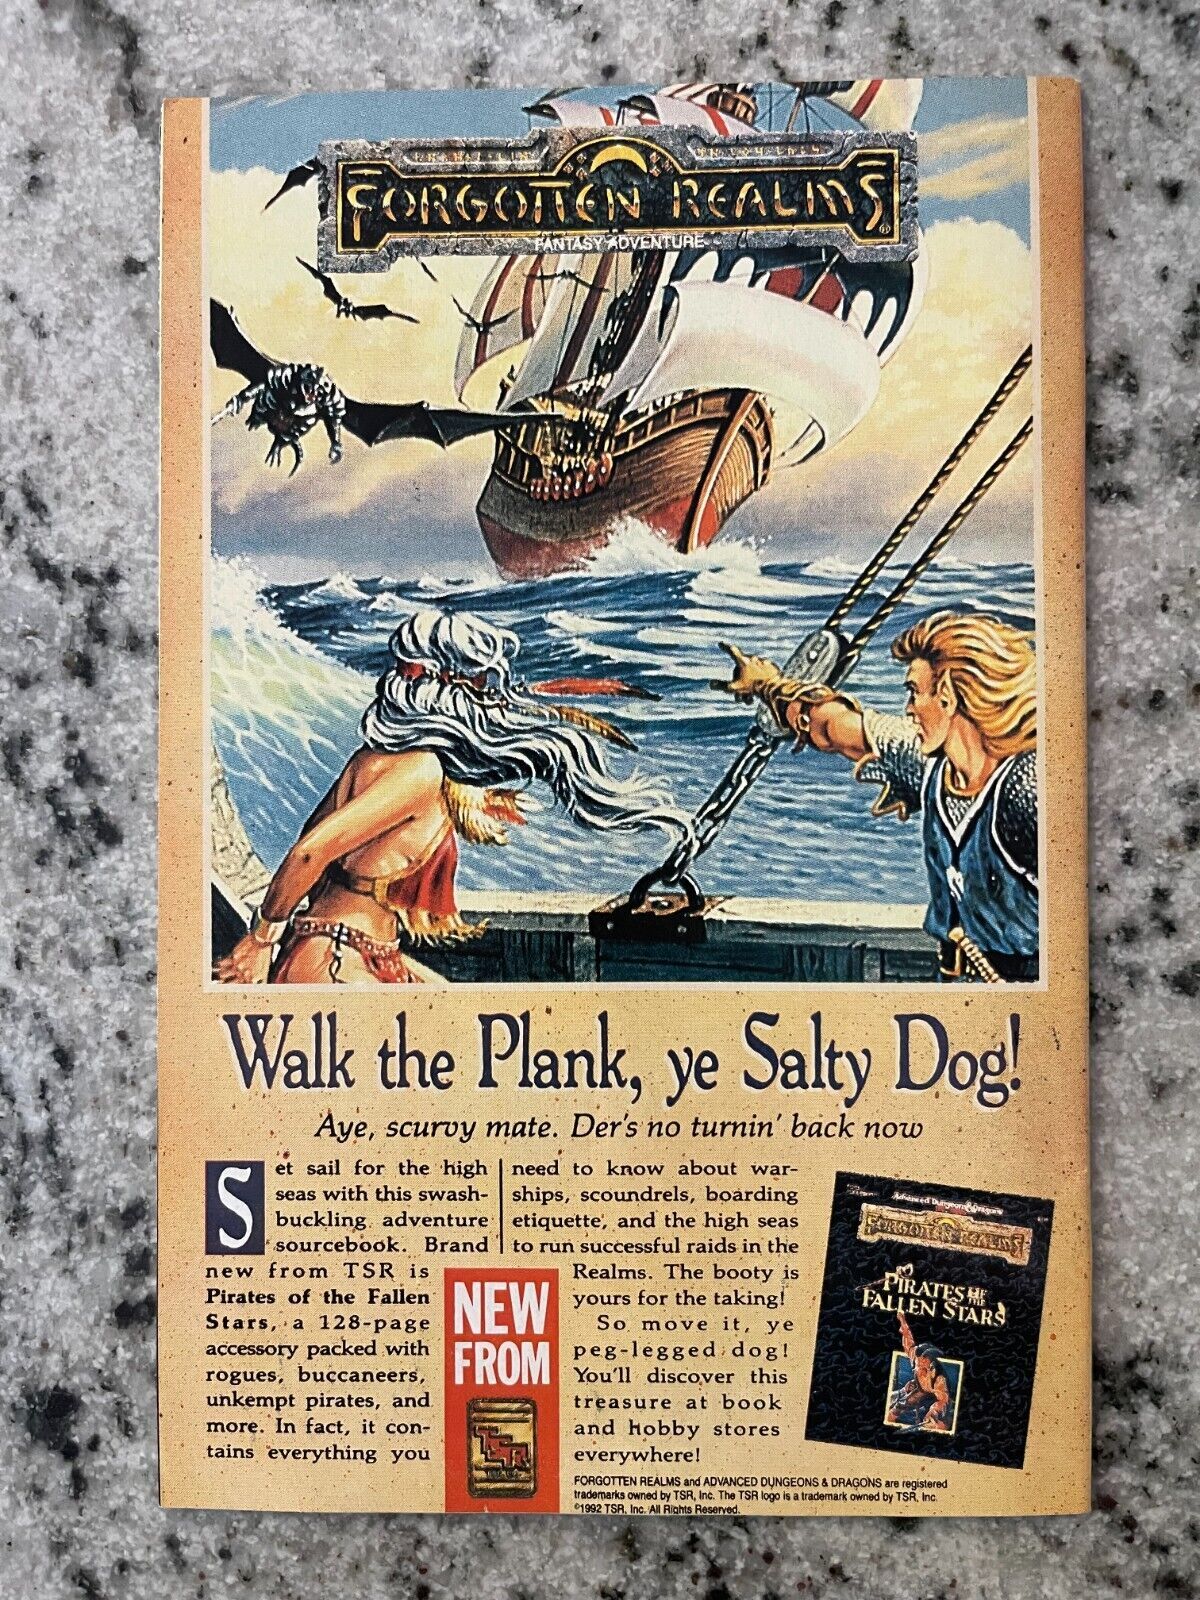 FORGOTTEN REALMS
®
FANTASY ADVENTURE
Walk the Plank, ye Salty Dog!
Aye, scurvy mate. Der's no turnin' back now
Set sail for the high
seas with this swash-
buckling adventure
sourcebook. Brand
new from TSR is
Pirates of the Fallen
Stars, a 128-page
accessory packed with
rogues, buccaneers,
unkempt pirates, and
more. In fact, it con-
tains everything you
need to know about war-
ships, scoundrels, boarding
etiquette, and the high seas
to run successful raids in the
Realms. The booty is
yours for the taking!
So move it, ye
peg-legged dog!
You'll discover this
treasure at book
and hobby stores
everywhere!
NEW
FROM
TSR
Advanced Dungeons & Dragons
FORGOTTEN REALMS
PIRATES OF THE
FALLEN STARS
FORGOTTEN REALMS and ADVANCED DUNGEONS & DRAGONS are registered
trademarks owned by TSR, Inc. The TSR logo is a trademark owned by TSR, Inc.
©1992 TSR, Inc. All Rights Reserved.